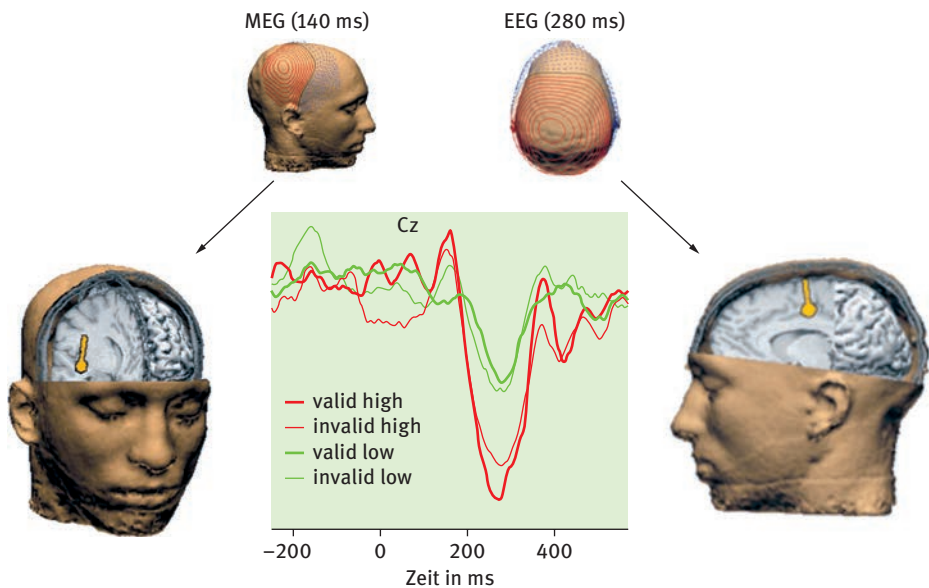 MEG (140 ms)
EEG (280 ms)
Cz
valid high
invalid high
valid low
invalid low
−200 0 200 400
Zeit in ms